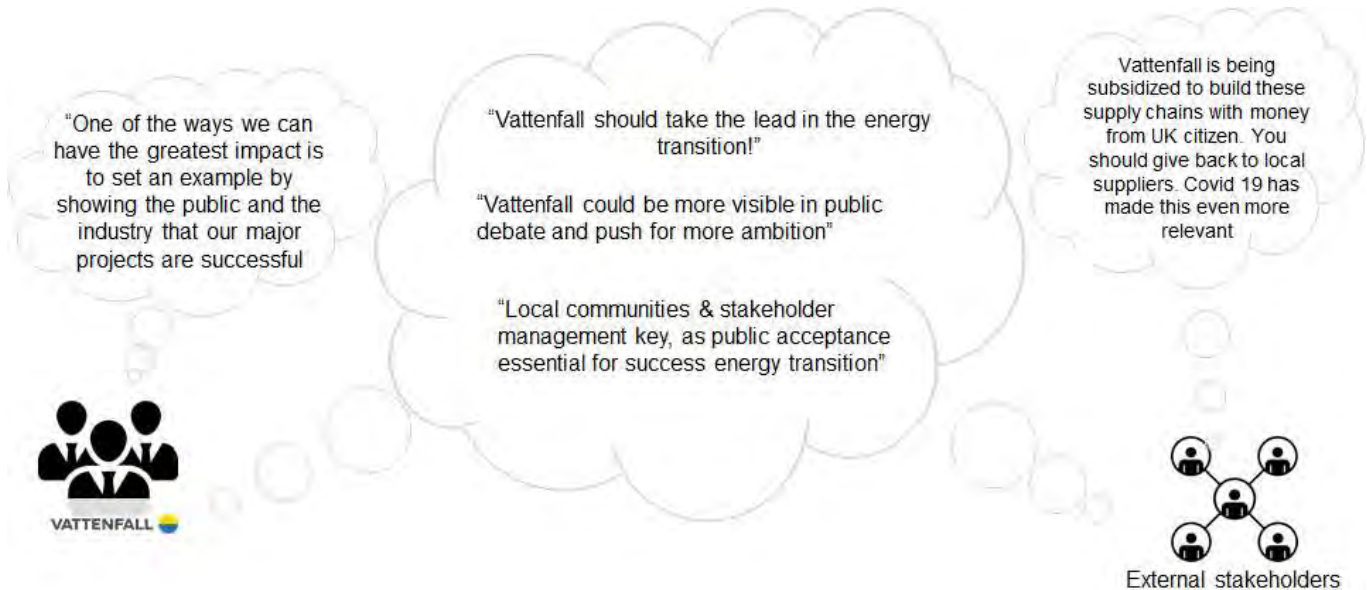 “One of the ways we can
have the greatest impact is
to set an example by
showing the public and the
industry that our major
projects are successful
“Vattenfall should take the lead in the energy
transition!”
“Vattenfall could be more visible in public
debate and push for more ambition”
“Local communities & stakeholder
management key, as public acceptance
essential for success energy transition”
Vattenfall is being
subsidized to build these
supply chains with money
from UK citizen. You
should give back to local
suppliers. Covid 19 has
made this even more
relevant
VATTENFALL
External stakeholders